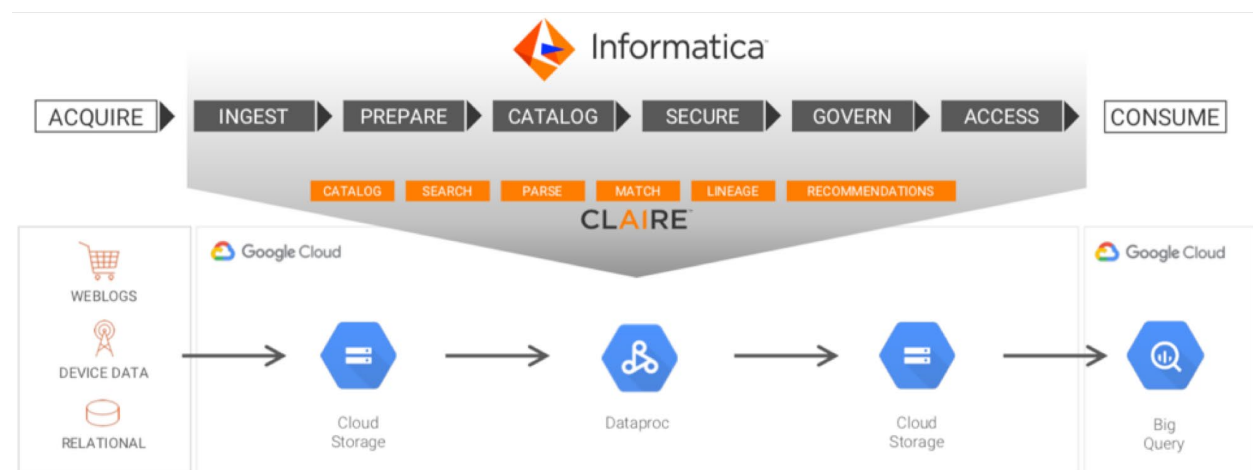 Informatica
ACQUIRE INGEST PREPARE CATALOG SECURE GOVERN ACCESS CONSUME
CATALOG SEARCH PARSE MATCH LINEAGE RECOMMENDATIONS
CLAIRE
WEBLOGS
DEVICE DATA
RELATIONAL
Google Cloud
Cloud
Storage
Dataproc
Cloud
Storage
Google Cloud
Big
Query